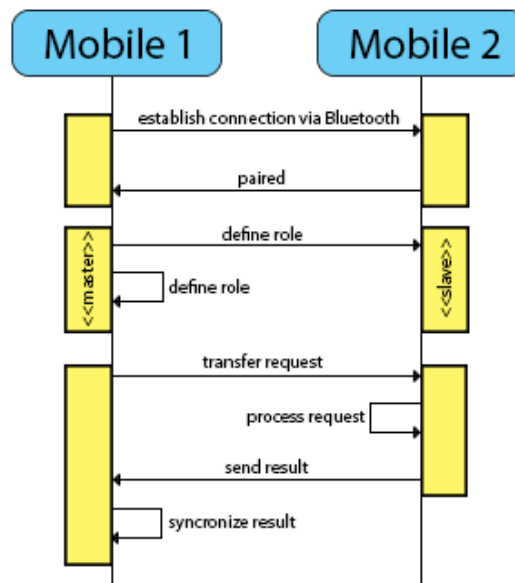 Mobile 1
Mobile 2
establish connection via Bluetooth
paired
define role
<<master>>
<<slave>>
define role
transfer request
process request
send result
syncronize result